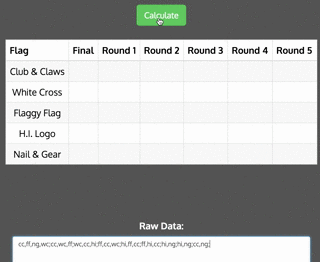 Calculate
Flag Final Round 1 Round 2 Round 3 Round 4 Round 5
Club & Claws
White Cross
Flaggy Flag
H.I. Logo
Nail & Gear
Raw Data:
cc,ff,ng,wc;cc,wc,ff;wc,cc,hi;ff,cc,wc;hi,ff,cc;ff,hi,cc;hi,ng;hi,ng;cc,ng;